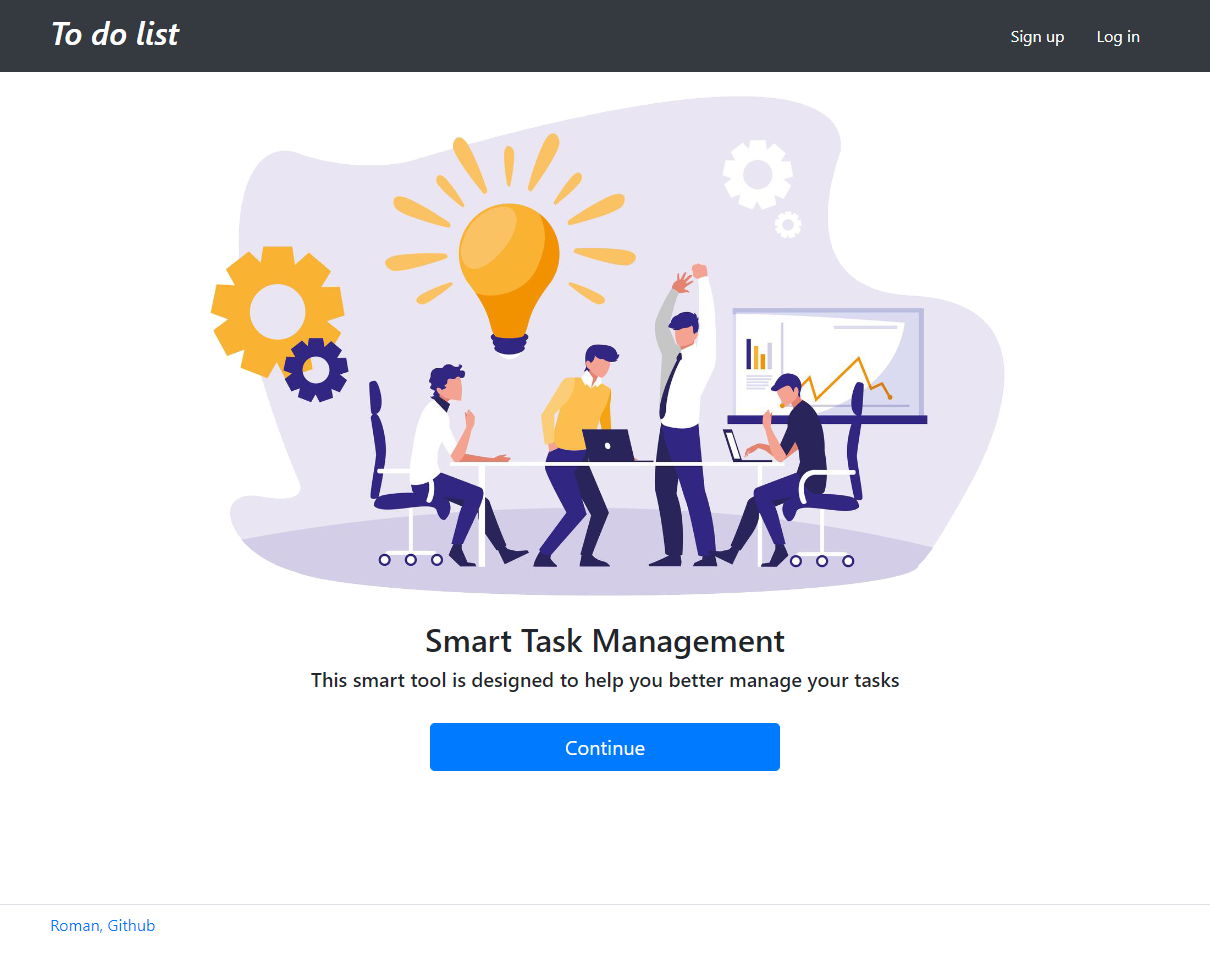 To do list
Sign up
Log in
Smart Task Management
This smart tool is designed to help you better manage your tasks
Continue
Roman, Github